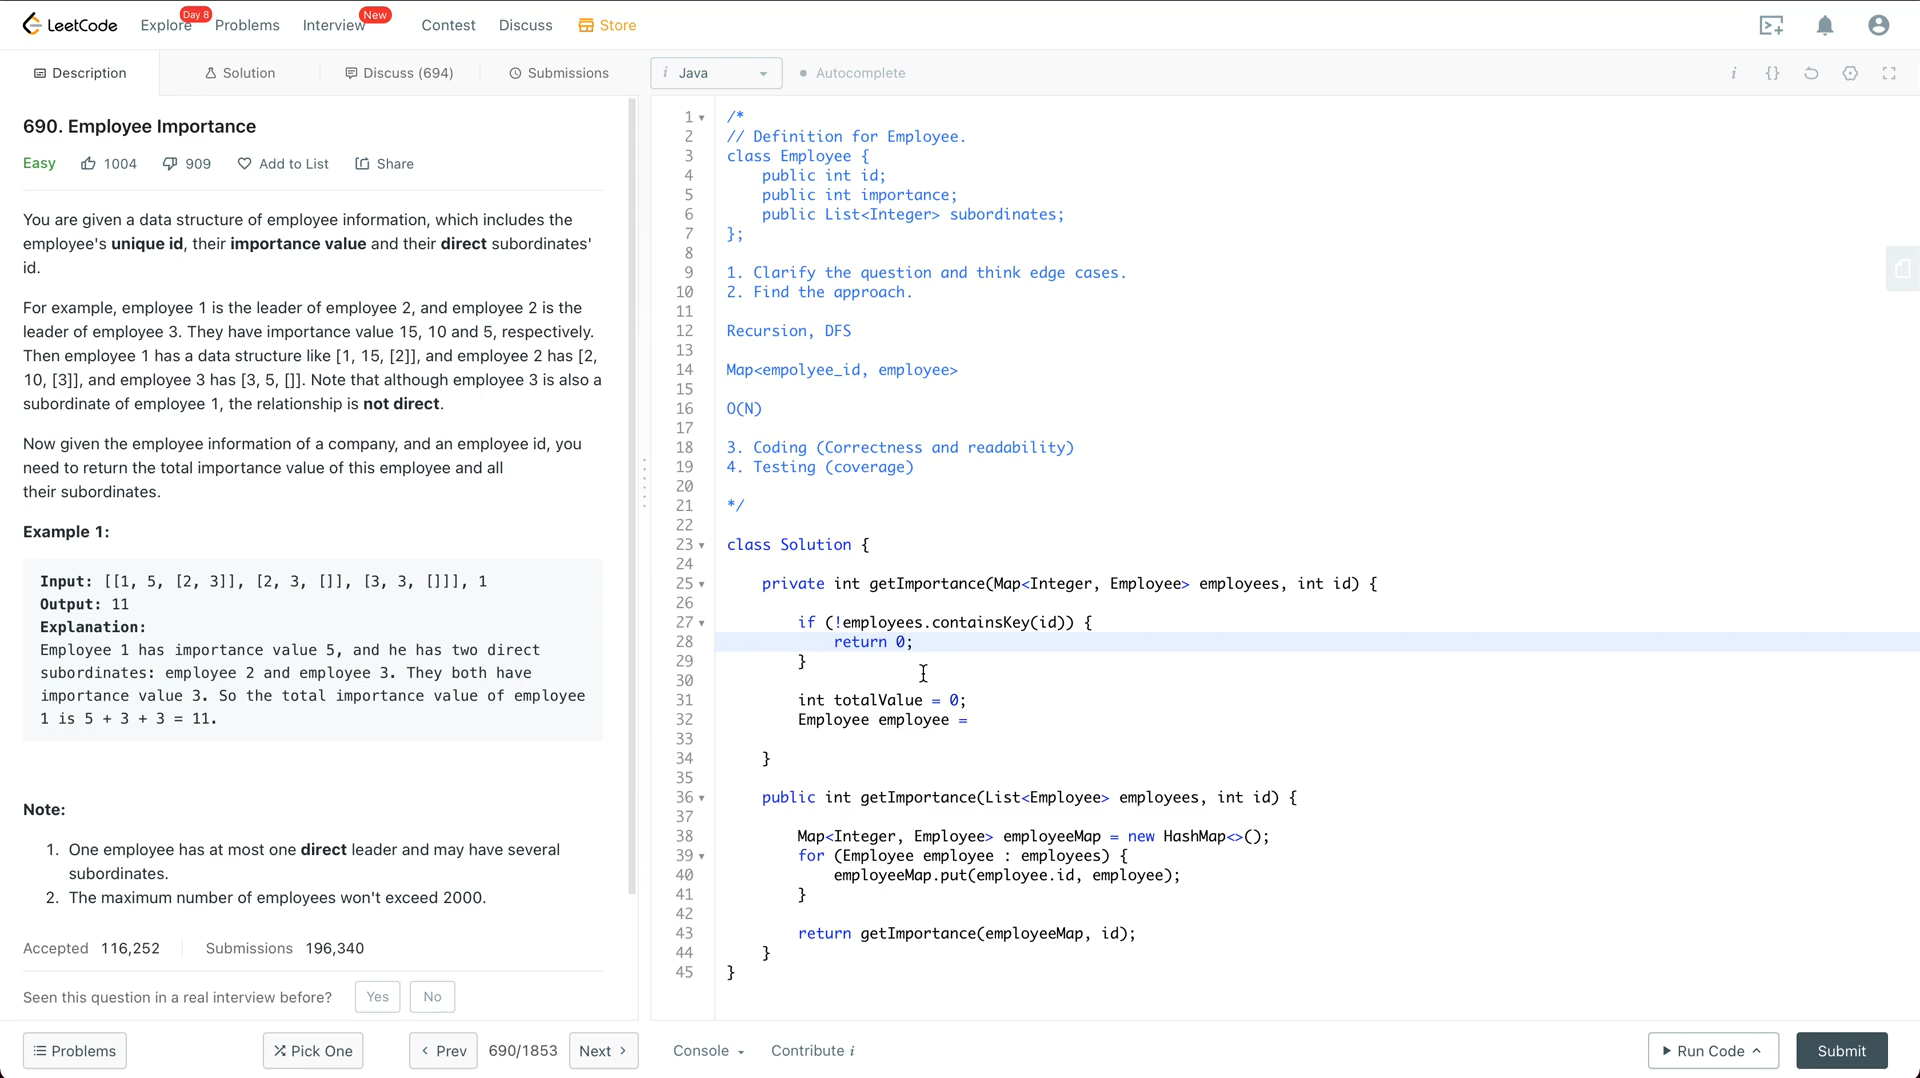 LeetCode Explore Day 8 Problems Interview New Contest Discuss Store
Description Solution Discuss (694) Submissions i Java Autocomplete
690. Employee Importance
Easy 1004 909 Add to List Share
You are given a data structure of employee information, which includes the
employee's unique id, their importance value and their direct subordinates'
id.
For example, employee 1 is the leader of employee 2, and employee 2 is the
leader of employee 3. They have importance value 15, 10 and 5, respectively.
Then employee 1 has a data structure like [1, 15, [2]], and employee 2 has [2,
10, [3]], and employee 3 has [3, 5, []]. Note that although employee 3 is also a
subordinate of employee 1, the relationship is not direct.
Now given the employee information of a company, and an employee id, you
need to return the total importance value of this employee and all
their subordinates.
Example 1:
Input: [[1, 5, [2, 3]], [2, 3, []], [3, 3, []]], 1
Output: 11
Explanation:
Employee 1 has importance value 5, and he has two direct
subordinates: employee 2 and employee 3. They both have
importance value 3. So the total importance value of employee
1 is 5 + 3 + 3 = 11.
Note:
1. One employee has at most one direct leader and may have several
subordinates.
2. The maximum number of employees won't exceed 2000.
Accepted 116,252 Submissions 196,340
Seen this question in a real interview before? Yes No
Problems Pick One Prev 690/1853 Next
1 /*
2 // Definition for Employee.
3 class Employee {
4 public int id;
5 public int importance;
6 public List<Integer> subordinates;
7 };
8
9 1. Clarify the question and think edge cases.
10 2. Find the approach.
11
12 Recursion, DFS
13
14 Map<empolyee_id, employee>
15
16 O(N)
17
18 3. Coding (Correctness and readability)
19 4. Testing (coverage)
20
21 */
22
23 class Solution {
24
25 private int getImportance(Map<Integer, Employee> employees, int id) {
26
27 if (!employees.containsKey(id)) {
28 return 0;
29 }
30
31 int totalValue = 0;
32 Employee employee =
33
34 }
35
36 public int getImportance(List<Employee> employees, int id) {
37
38 Map<Integer, Employee> employeeMap = new HashMap<>();
39 for (Employee employee : employees) {
40 employeeMap.put(employee.id, employee);
41 }
42
43 return getImportance(employeeMap, id);
44 }
45 }
Console Contribute i Run Code Submit